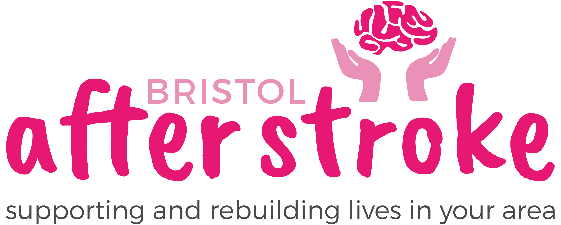 BRISTOL
after stroke
supporting and rebuilding lives in your area